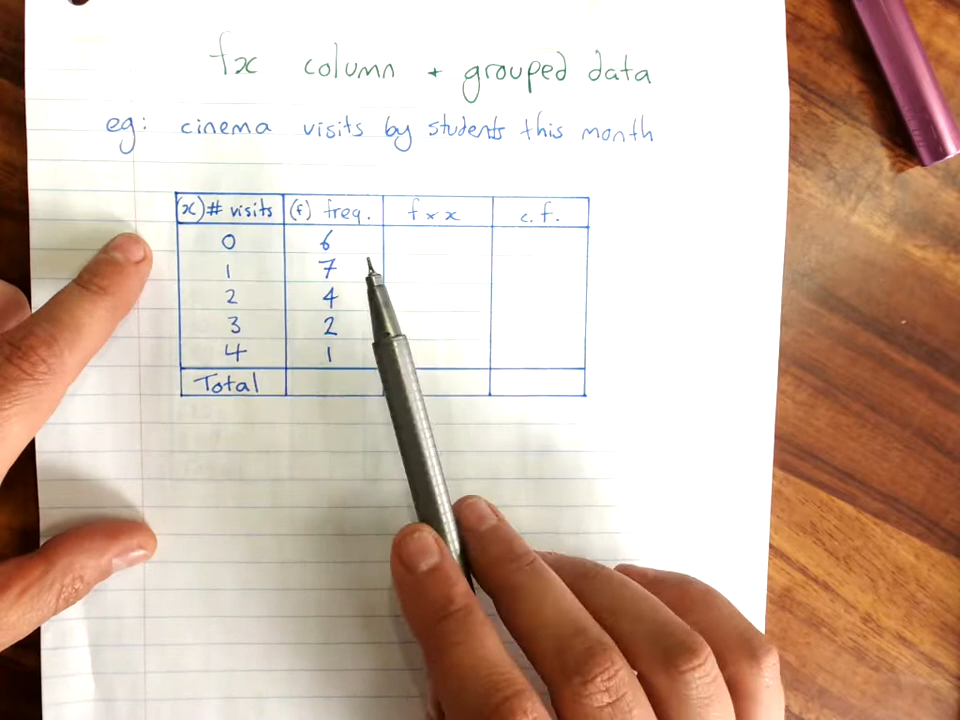 fx column + grouped data
eg: cinema visits by students this month
(x) # visits (f) freq. f × x c.f.
0 6
1 7
2 4
3 2
4 1
Total